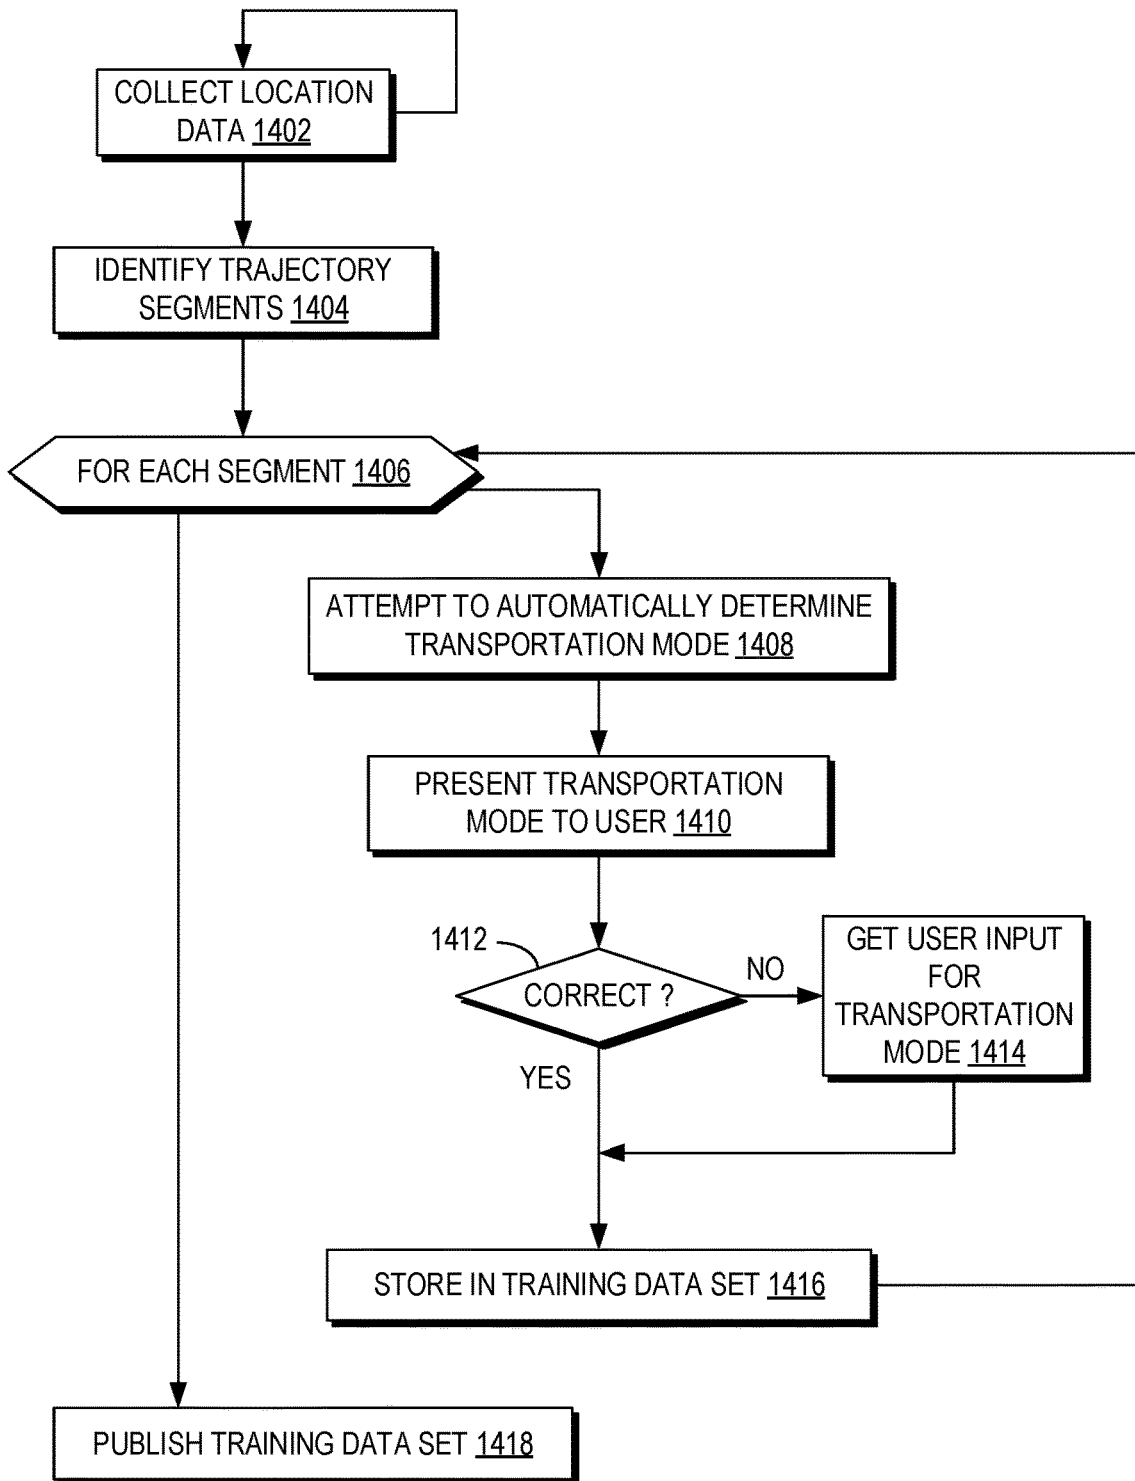 COLLECT LOCATION
DATA 1402
IDENTIFY TRAJECTORY
SEGMENTS 1404
FOR EACH SEGMENT 1406
ATTEMPT TO AUTOMATICALLY DETERMINE
TRANSPORTATION MODE 1408
PRESENT TRANSPORTATION
MODE TO USER 1410
1412
CORRECT ?
NO
YES
GET USER INPUT
FOR
TRANSPORTATION
MODE 1414
STORE IN TRAINING DATA SET 1416
PUBLISH TRAINING DATA SET 1418